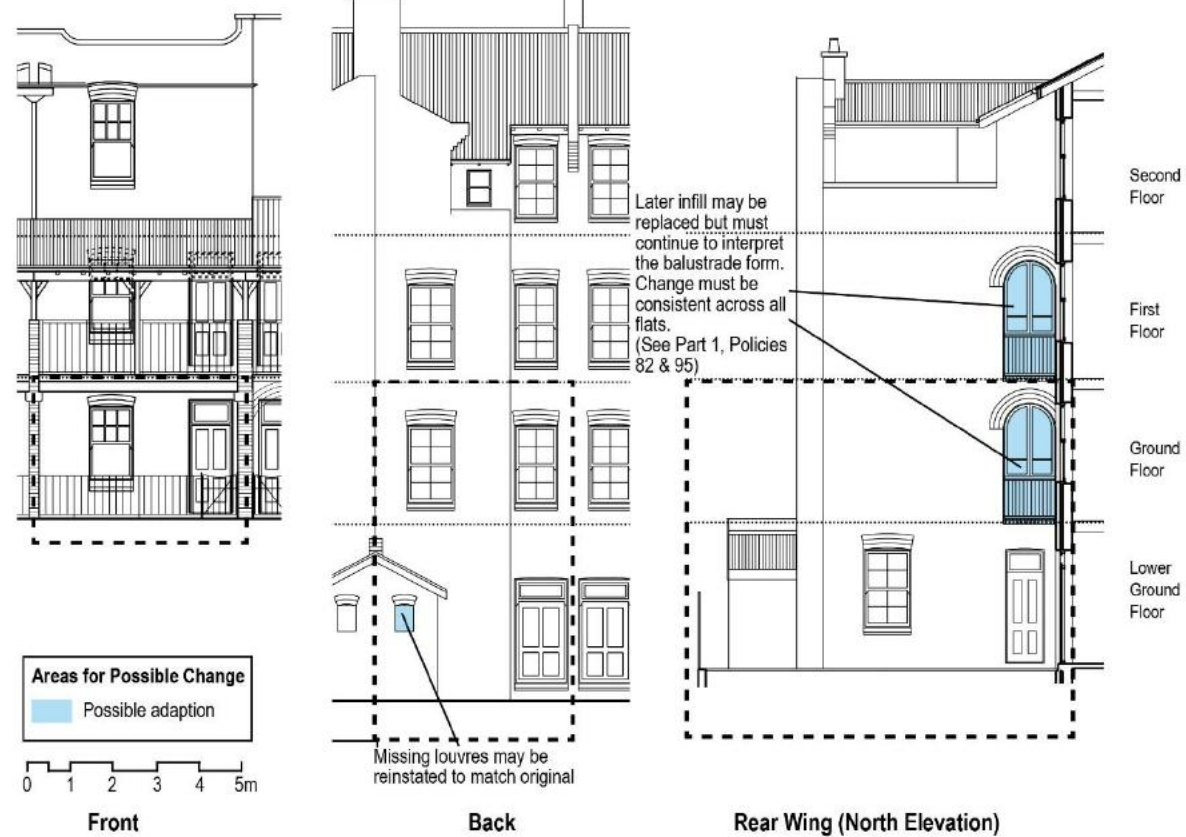 Later infill may be
replaced but must
continue to interpret
the balustrade form.
Change must be
consistent across all
flats.
(See Part 1, Policies
82 & 95)
Second
Floor
First
Floor
Ground
Floor
Lower
Ground
Floor
Areas for Possible Change
Possible adaption
0 1 2 3 4 5m
Missing louvres may be
reinstated to match original
Front
Back
Rear Wing (North Elevation)